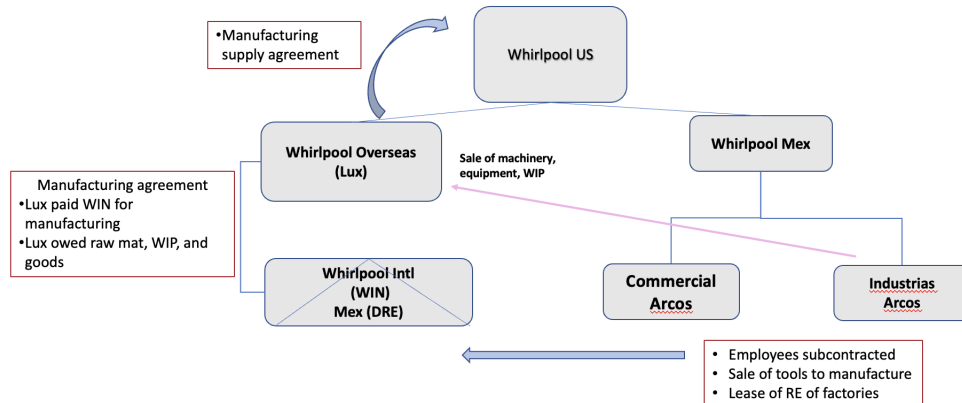 •Manufacturing
supply agreement
Whirlpool US
Whirlpool Overseas
(Lux)
Sale of machinery,
equipment, WIP
Whirlpool Mex
Manufacturing agreement
•Lux paid WIN for
manufacturing
•Lux owed raw mat, WIP, and
goods
Whirlpool Intl
(WIN)
Mex (DRE)
Commercial
Arcos
Industrias
Arcos
• Employees subcontracted
• Sale of tools to manufacture
• Lease of RE of factories